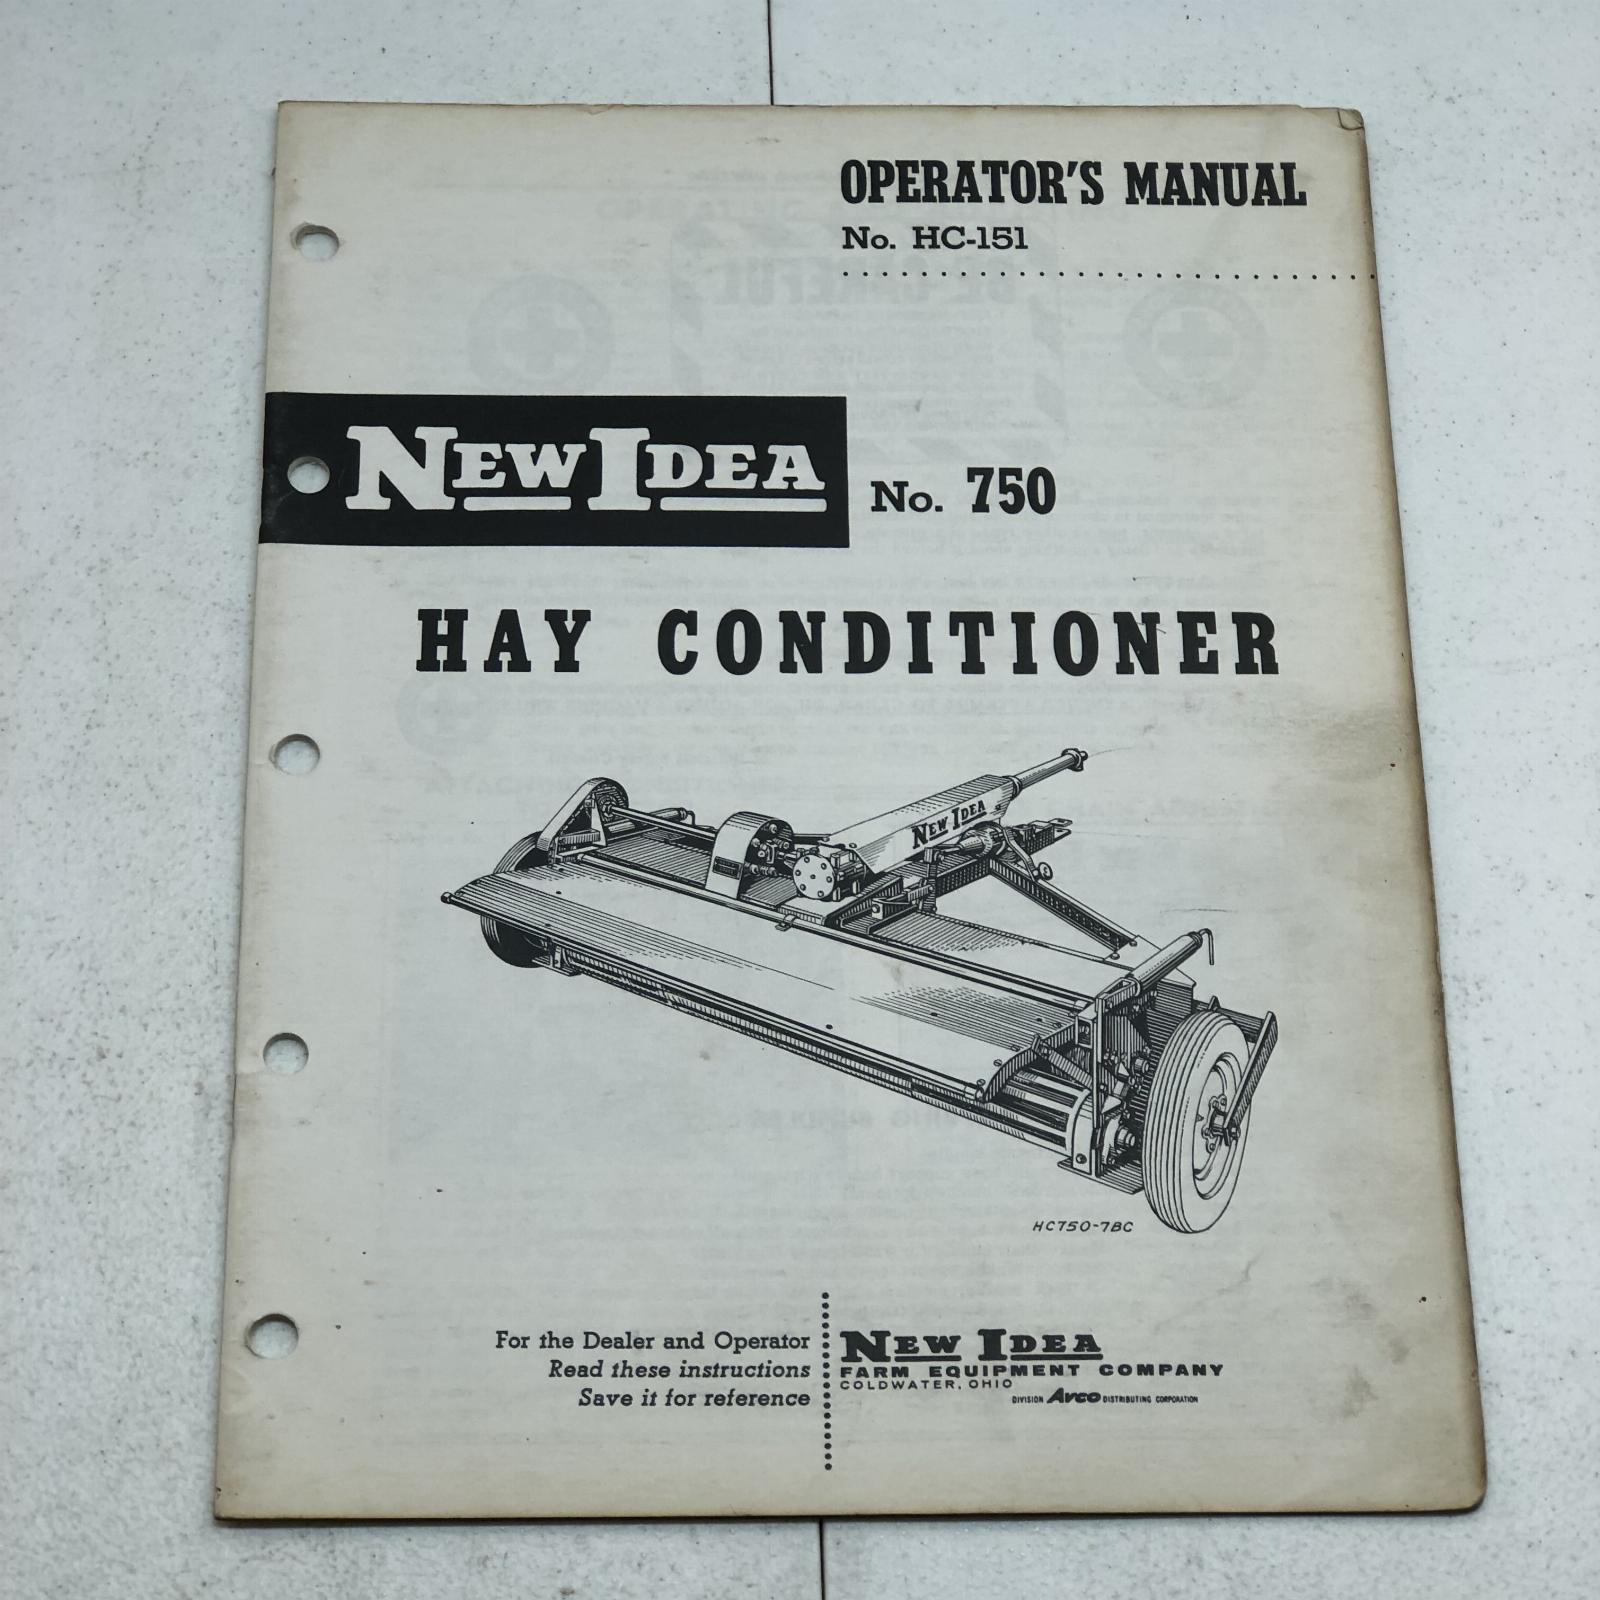 OPERATOR'S MANUAL
No. HC-151
NEW IDEA No. 750
HAY CONDITIONER
NEW IDEA
HC750-7BC
For the Dealer and Operator
Read these instructions
Save it for reference
NEW IDEA
FARM EQUIPMENT COMPANY
COLDWATER, OHIO
DIVISION Avco DISTRIBUTING CORPORATION